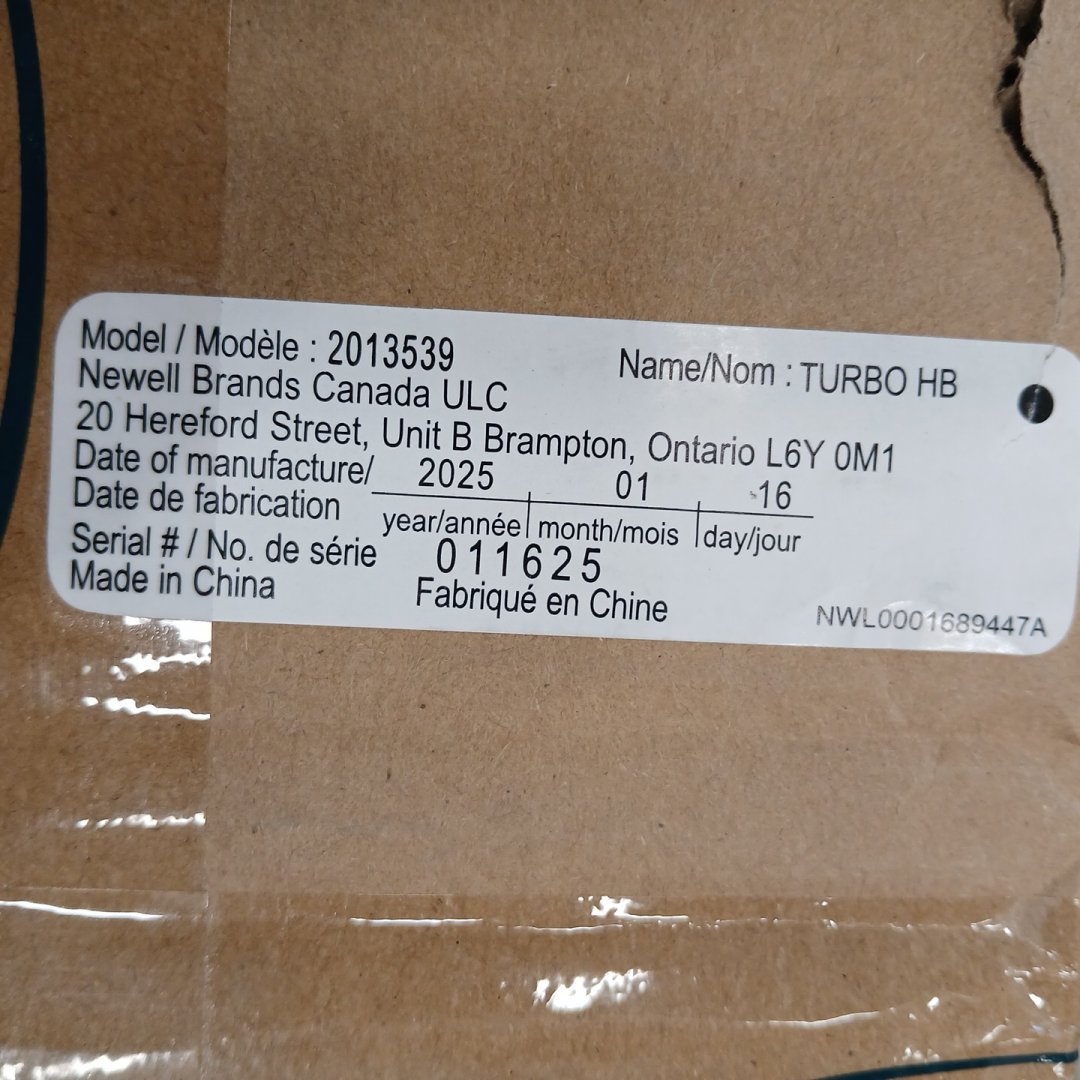 Model / Modèle : 2013539 Name/Nom : TURBO HB
Newell Brands Canada ULC
20 Hereford Street, Unit B Brampton, Ontario L6Y 0M1
Date of manufacture/ 2025 01 16
Date de fabrication year/année month/mois day/jour
Serial # / No. de série 011625
Made in China Fabriqué en Chine
NWL0001689447A